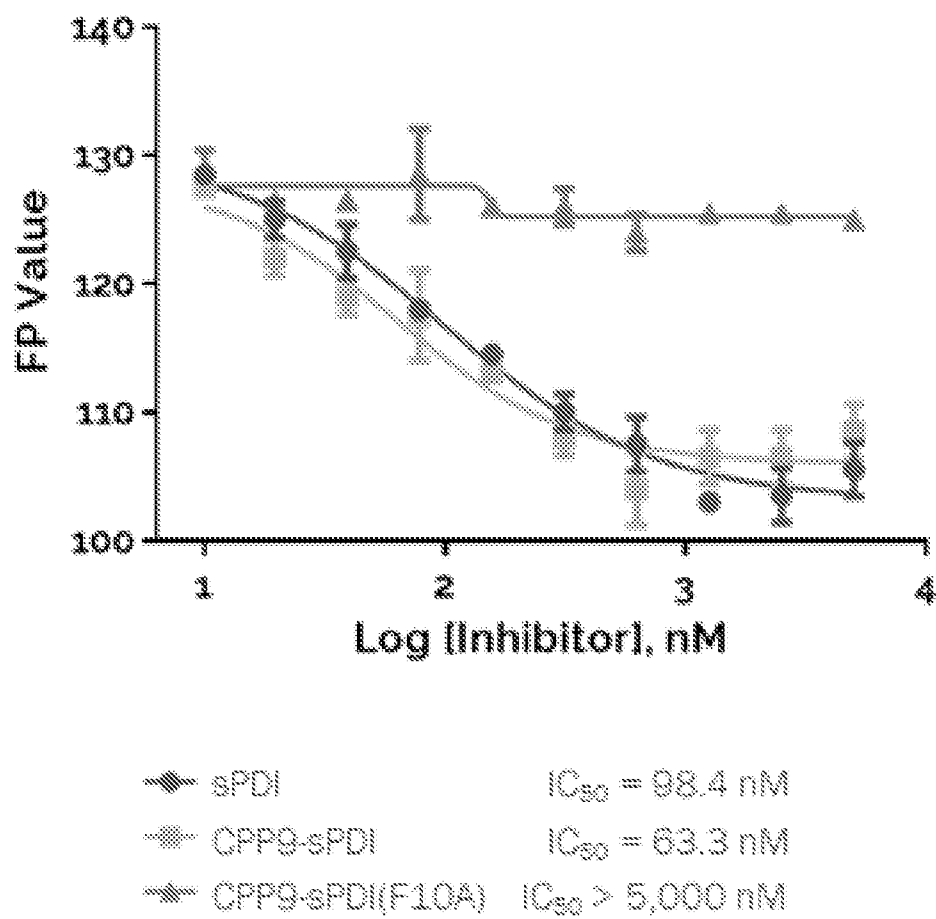 140
130
120
110
100
FP Value
1 2 3 4
Log [Inhibitor], nM
sPDI IC50 = 98.4 nM
CPP9-sPDI IC50 = 63.3 nM
CPP9-sPDI(F10A) IC50 > 5,000 nM